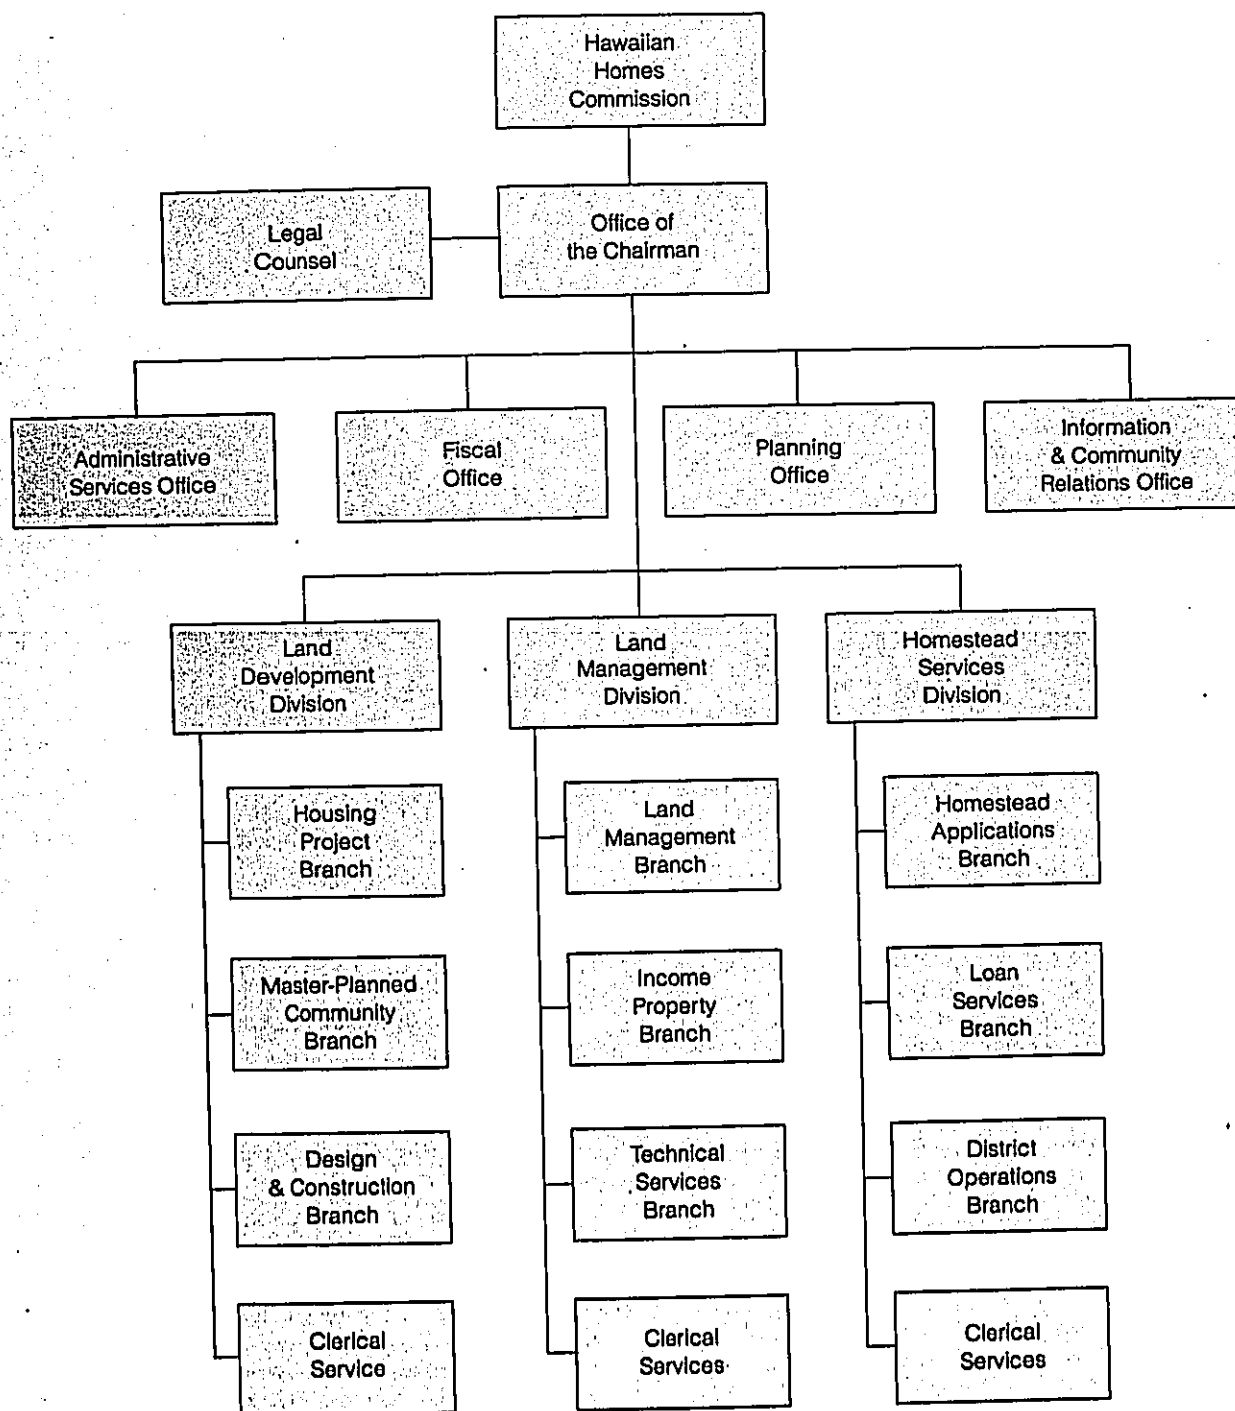 Hawaiian
Homes
Commission
Legal
Counsel
Office of
the Chairman
Administrative
Services Office
Fiscal
Office
Planning
Office
Information
& Community
Relations Office
Land
Development
Division
Land
Management
Division
Homestead
Services
Division
Housing
Project
Branch
Land
Management
Branch
Homestead
Applications
Branch
Master-Planned
Community
Branch
Income
Property
Branch
Loan
Services
Branch
Design
& Construction
Branch
Technical
Services
Branch
District
Operations
Branch
Clerical
Service
Clerical
Services
Clerical
Services